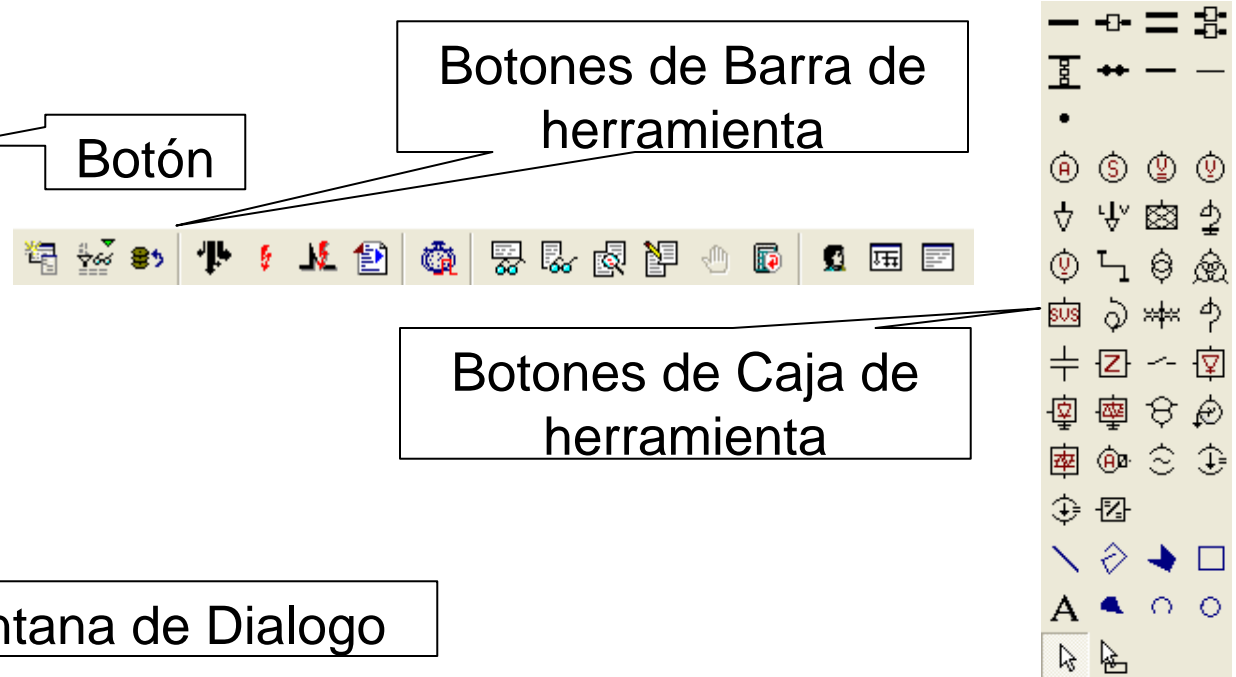 Botones de Barra de
herramienta
Botón
Botones de Caja de
herramienta
ntana de Dialogo
A
S
V
V
V
V
SVS
Z
A
A